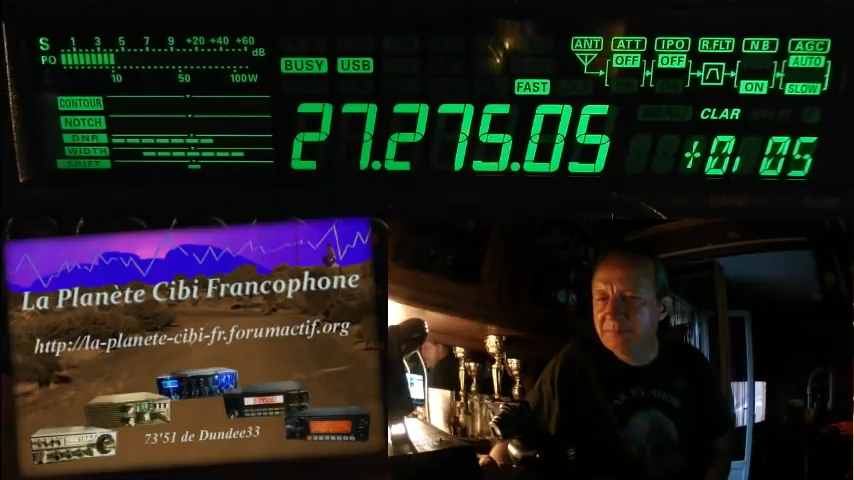 S 1 3 5 7 9 +20 +40 +60 dB
PO 10 50 100W
BUSY USB
ANT ATT IPO R.FLT NB AGC
OFF OFF AUTO
ON SLOW
FAST
CONTOUR
NOTCH
DNR
WIDTH
SHIFT
27.275.05
CLAR
+0, 05
La Planète Cibi Francophone
http://la-planete-cibi-fr.forumactif.org
73'51 de Dundee33